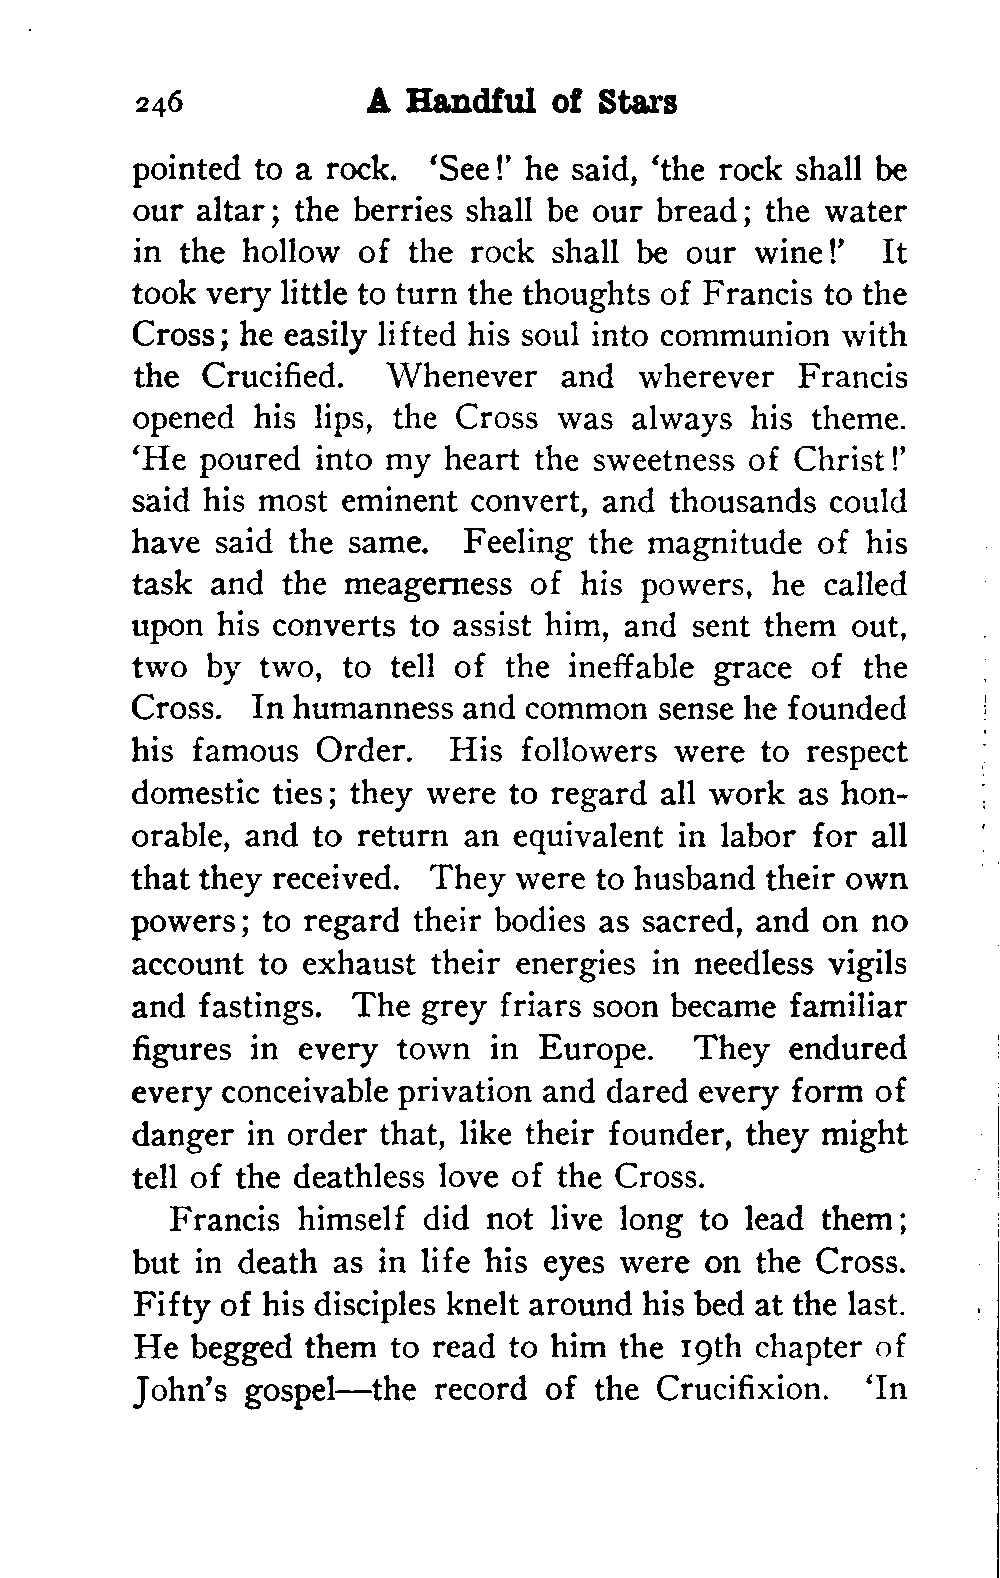 246 A Handful of Stars
pointed to a rock. ‘See!’ he said, ‘the rock shall be
our altar; the berries shall be our bread; the water
in the hollow of the rock shall be our wine!’ It
took very little to turn the thoughts of Francis to the
Cross; he easily lifted his soul into communion with
the Crucified. Whenever and wherever Francis
opened his lips, the Cross was always his theme.
‘He poured into my heart the sweetness of Christ!’
said his most eminent convert, and thousands could
have said the same. Feeling the magnitude of his
task and the meagerness of his powers, he called
upon his converts to assist him, and sent them out,
two by two, to tell of the ineffable grace of the
Cross. In humanness and common sense he founded
his famous Order. His followers were to respect
domestic ties; they were to regard all work as hon-
orable, and to return an equivalent in labor for all
that they received. They were to husband their own
powers; to regard their bodies as sacred, and on no
account to exhaust their energies in needless vigils
and fastings. The grey friars soon became familiar
figures in every town in Europe. They endured
every conceivable privation and dared every form of
danger in order that, like their founder, they might
tell of the deathless love of the Cross.
Francis himself did not live long to lead them;
but in death as in life his eyes were on the Cross.
Fifty of his disciples knelt around his bed at the last.
He begged them to read to him the 19th chapter of
John’s gospel—the record of the Crucifixion. ‘In